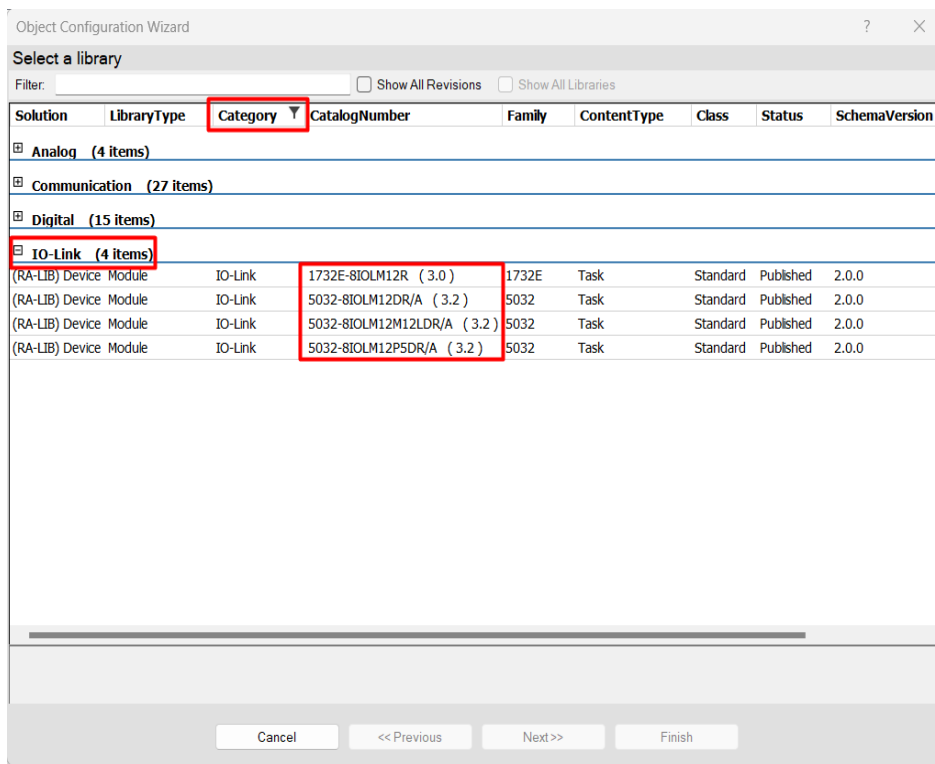 Object Configuration Wizard ? ×
Select a library
Filter: Show All Revisions Show All Libraries
Solution LibraryType Category CatalogNumber Family ContentType Class Status SchemaVersion
Analog (4 items)
Communication (27 items)
Digital (15 items)
IO-Link (4 items)
(RA-LIB) Device Module IO-Link 1732E-8IOLM12R ( 3.0 ) 1732E Task Standard Published 2.0.0
(RA-LIB) Device Module IO-Link 5032-8IOLM12DR/A ( 3.2 ) 5032 Task Standard Published 2.0.0
(RA-LIB) Device Module IO-Link 5032-8IOLM12M12LDR/A ( 3.2 ) 5032 Task Standard Published 2.0.0
(RA-LIB) Device Module IO-Link 5032-8IOLM12P5DR/A ( 3.2 ) 5032 Task Standard Published 2.0.0
Cancel << Previous Next >> Finish